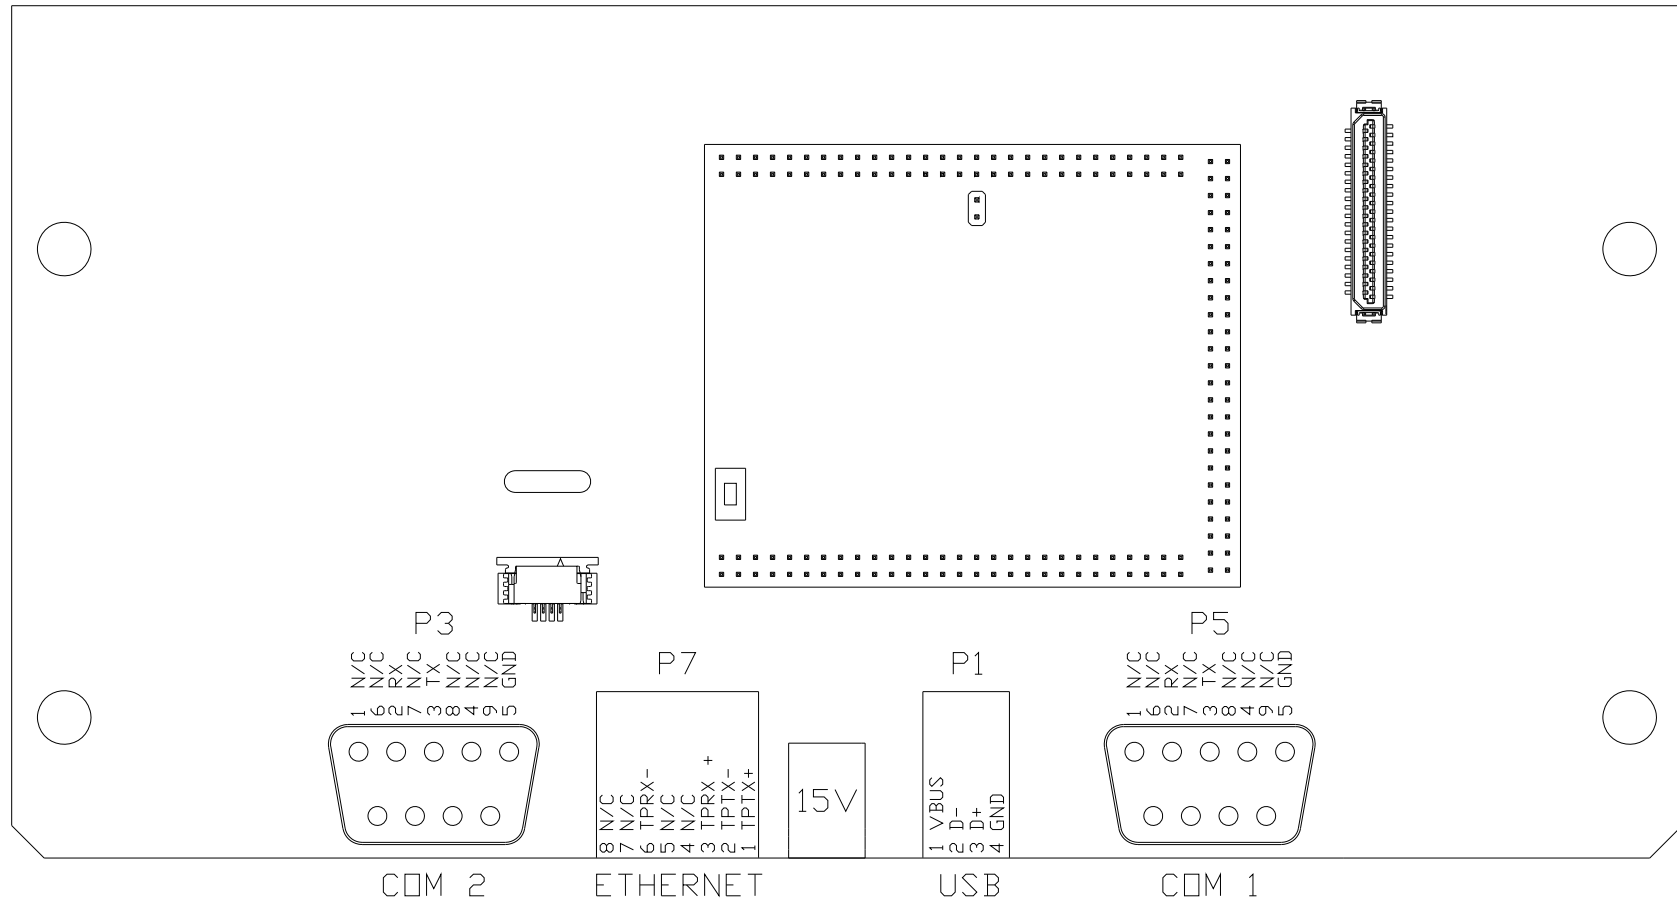 P3
P5
P7
P1
1 N/C
6 N/C
2 RX
7 N/C
3 TX
8 N/C
4 N/C
9 N/C
5 GND
1 N/C
6 N/C
2 RX
7 N/C
3 TX
8 N/C
4 N/C
9 N/C
5 GND
8 N/C
7 N/C
6 TPRX-
5 N/C
4 N/C
3 TPRX +
2 TPTX-
1 TPTX+
15V
1 VBUS
2 D-
3 D+
4 GND
COM 2
ETHERNET
USB
COM 1